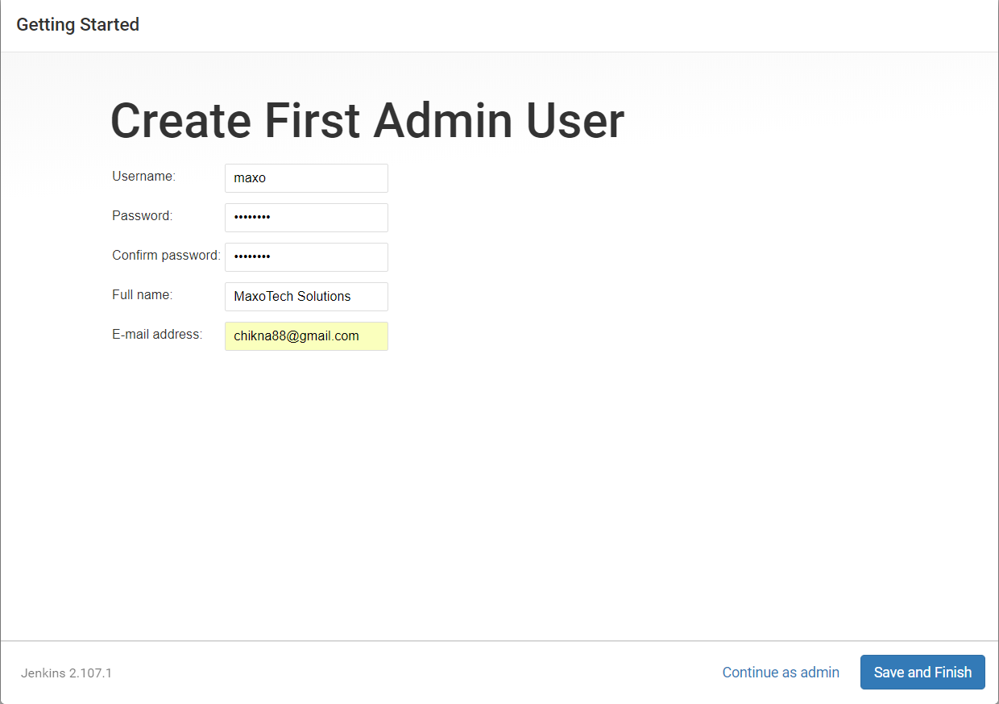 Getting Started
Create First Admin User
Username: maxo
Password: ••••••••
Confirm password: ••••••••
Full name: MaxoTech Solutions
E-mail address: chikna88@gmail.com
Jenkins 2.107.1 Continue as admin Save and Finish